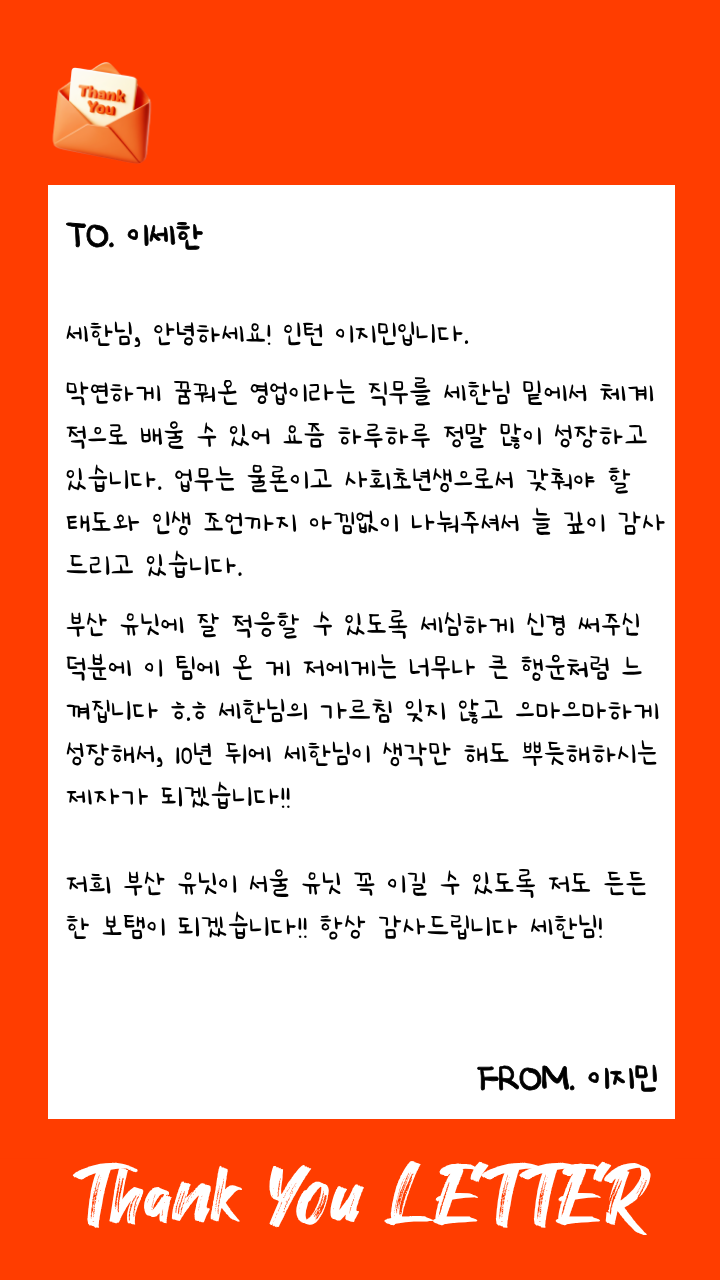 Thank
You
TO. 이세한
세한님, 안녕하세요! 인턴 이지민입니다.
막연하게 꿈꿔온 영업이라는 직무를 세한님 밑에서 체계
적으로 배울 수 있어 요즘 하루하루 정말 많이 성장하고
있습니다. 업무는 물론이고 사회초년생으로서 갖춰야 할
태도와 인생 조언까지 아낌없이 나눠주셔서 늘 깊이 감사
드리고 있습니다.
부산 유닛에 잘 적응할 수 있도록 세심하게 신경 써주신
덕분에 이 팀에 온 게 저에게는 너무나 큰 행운처럼 느
껴집니다 ㅎ.ㅎ 세한님의 가르침 잊지 않고 으마으마하게
성장해서, 10년 뒤에 세한님이 생각만 해도 뿌듯해하시는
제자가 되겠습니다!!
저희 부산 유닛이 서울 유닛 꼭 이길 수 있도록 저도 든든
한 보탬이 되겠습니다!! 항상 감사드립니다 세한님!
FROM. 이지민
Thank You LETTER